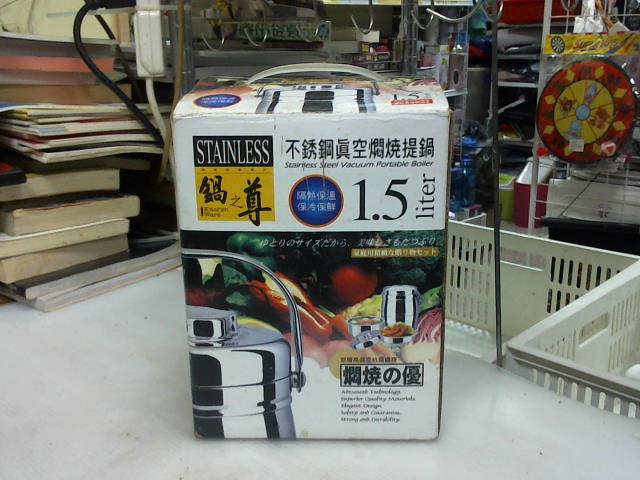 STAINLESS
鍋之尊
不銹鋼眞空燜燒提鍋
Stainless Steel Vacuum Portable Boiler
隔熱保溫
保冷保鮮
1.5 liter
ゆとりのサイズだから、美味しさもたっぷり。
燜燒の優
Advanced Technology.
Superior Quality Materials.
Elegant Design.
Safety and Guarantee.
Strong and Durability.